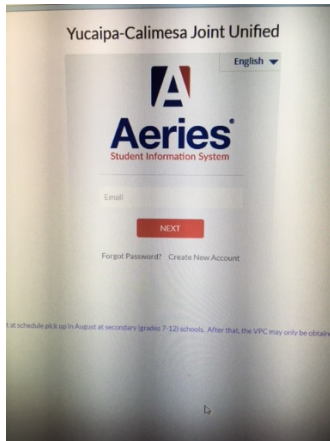 Yucaipa-Calimesa Joint Unified
English
Aeries
Student Information System
Email
NEXT
Forgot Password? Create New Account
t at schedule pick up in August at secondary (grades 7-12) schools. After that, the VPC may only be obtaine